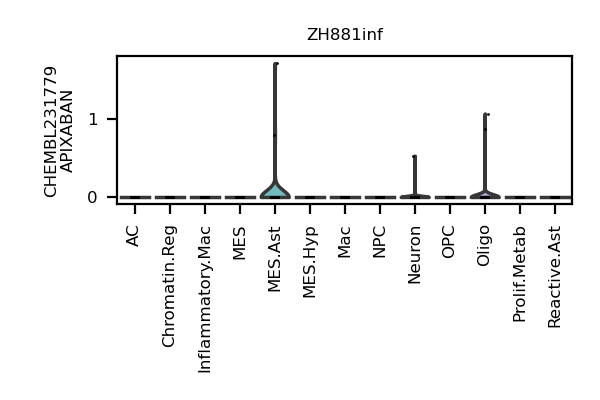 ZH881inf
CHEMBL231779
APIXABAN
1
0
AC
Chromatin.Reg
Inflammatory.Mac
MES
MES.Ast
MES.Hyp
Mac
NPC
Neuron
OPC
Oligo
Prolif.Metab
Reactive.Ast